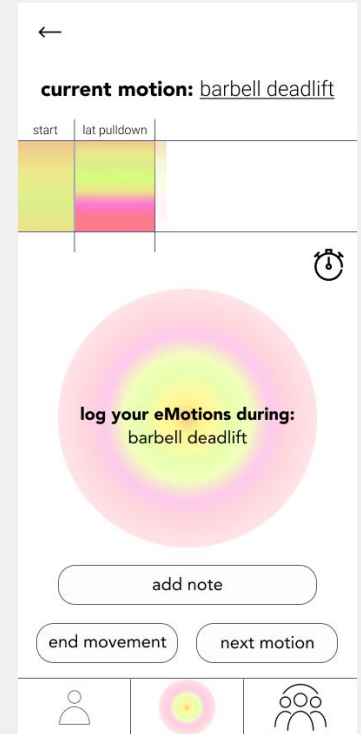 current motion: barbell deadlift
start lat pulldown
log your eMotions during:
barbell deadlift
add note
end movement next motion